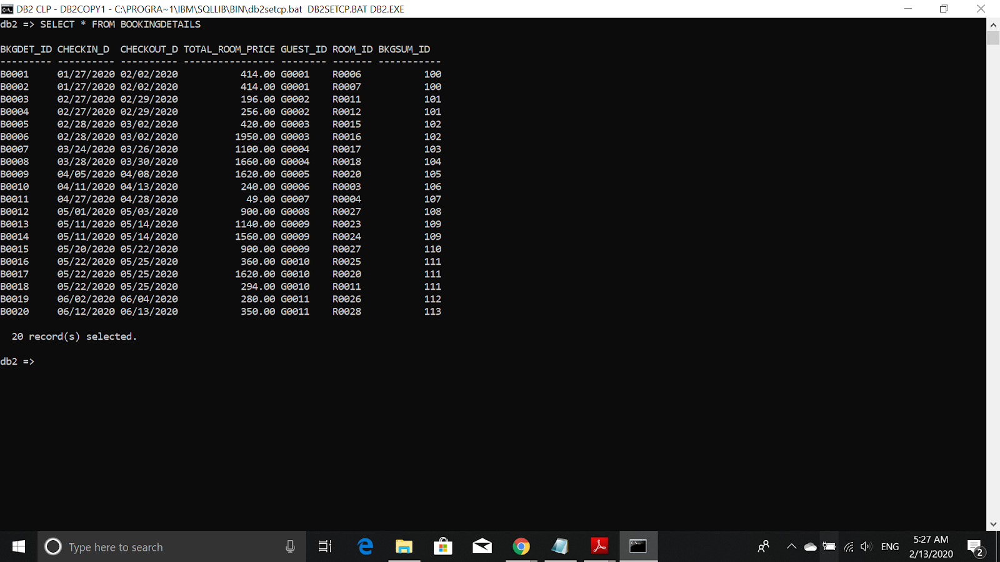 DB2 CLP - DB2COPY1 - C:\PROGRA~1\IBM\SQLLIB\BIN\db2setcp.bat  DB2SETCP.BAT DB2.EXE
db2 => SELECT * FROM BOOKINGDETAILS
BKGDET_ID CHECKIN_D  CHECKOUT_D TOTAL_ROOM_PRICE GUEST_ID ROOM_ID BKGSUM_ID
--------- ---------- ---------- ---------------- -------- ------- -----------
B0001     01/27/2020 02/02/2020           414.00 G0001    R0006           100
B0002     01/27/2020 02/02/2020           414.00 G0001    R0007           100
B0003     02/27/2020 02/29/2020           196.00 G0002    R0011           101
B0004     02/27/2020 02/29/2020           256.00 G0002    R0012           101
B0005     02/28/2020 03/02/2020           420.00 G0003    R0015           102
B0006     02/28/2020 03/02/2020          1950.00 G0003    R0016           102
B0007     03/24/2020 03/26/2020          1100.00 G0004    R0017           103
B0008     03/28/2020 03/30/2020          1660.00 G0004    R0018           104
B0009     04/05/2020 04/08/2020          1620.00 G0005    R0020           105
B0010     04/11/2020 04/13/2020           240.00 G0006    R0003           106
B0011     04/27/2020 04/28/2020            49.00 G0007    R0004           107
B0012     05/01/2020 05/03/2020           900.00 G0008    R0027           108
B0013     05/11/2020 05/14/2020          1140.00 G0009    R0023           109
B0014     05/11/2020 05/14/2020          1560.00 G0009    R0024           109
B0015     05/20/2020 05/22/2020           900.00 G0009    R0027           110
B0016     05/22/2020 05/25/2020           360.00 G0010    R0025           111
B0017     05/22/2020 05/25/2020          1620.00 G0010    R0020           111
B0018     05/22/2020 05/25/2020           294.00 G0010    R0011           111
B0019     06/02/2020 06/04/2020           280.00 G0011    R0026           112
B0020     06/12/2020 06/13/2020           350.00 G0011    R0028           113
20 record(s) selected.
db2 =>
Type here to search
ENG
5:27 AM
2/13/2020
2